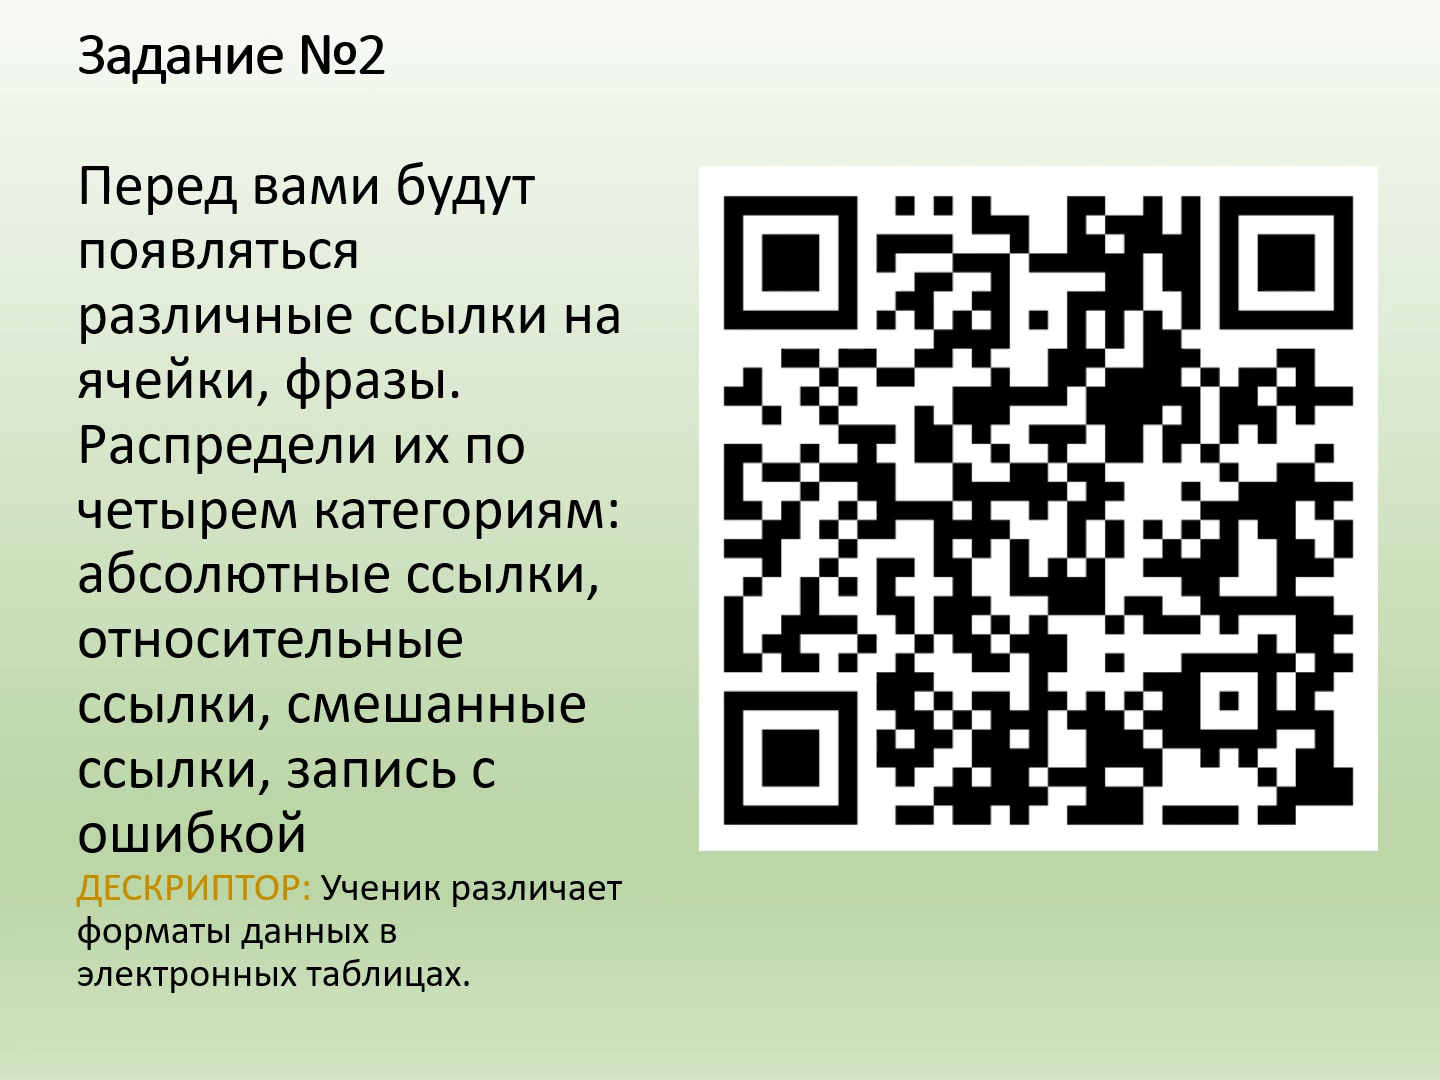 Задание №2
Перед вами будут
появляться
различные ссылки на
ячейки, фразы.
Распредели их по
четырем категориям:
абсолютные ссылки,
относительные
ссылки, смешанные
ссылки, запись с
ошибкой
ДЕСКРИПТОР: Ученик различает
форматы данных в
электронных таблицах.